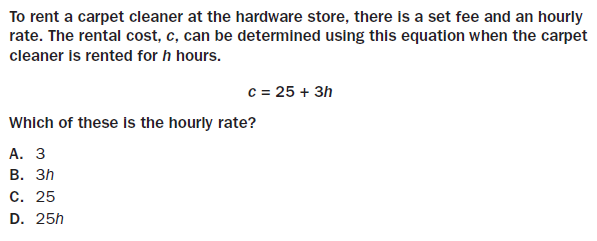 To rent a carpet cleaner at the hardware store, there is a set fee and an hourly
rate. The rental cost, c, can be determined using this equation when the carpet
cleaner is rented for h hours.
c = 25 + 3h
Which of these is the hourly rate?
A. 3
B. 3h
C. 25
D. 25h